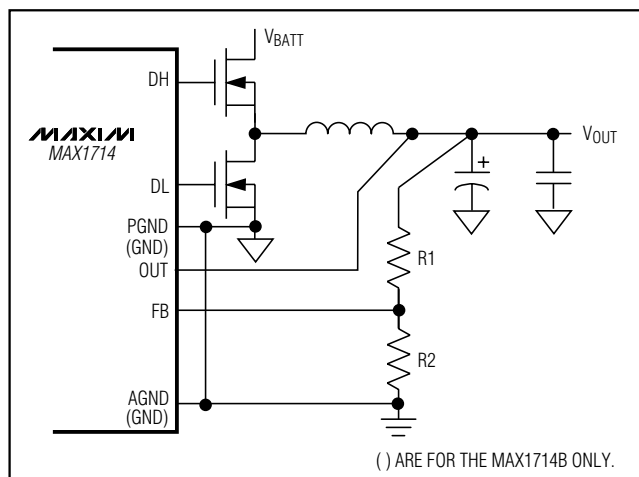 VBATT
DH
MAXIM
MAX1714
VOUT
+
DL
PGND
(GND)
OUT
R1
FB
R2
AGND
(GND)
( ) ARE FOR THE MAX1714B ONLY.